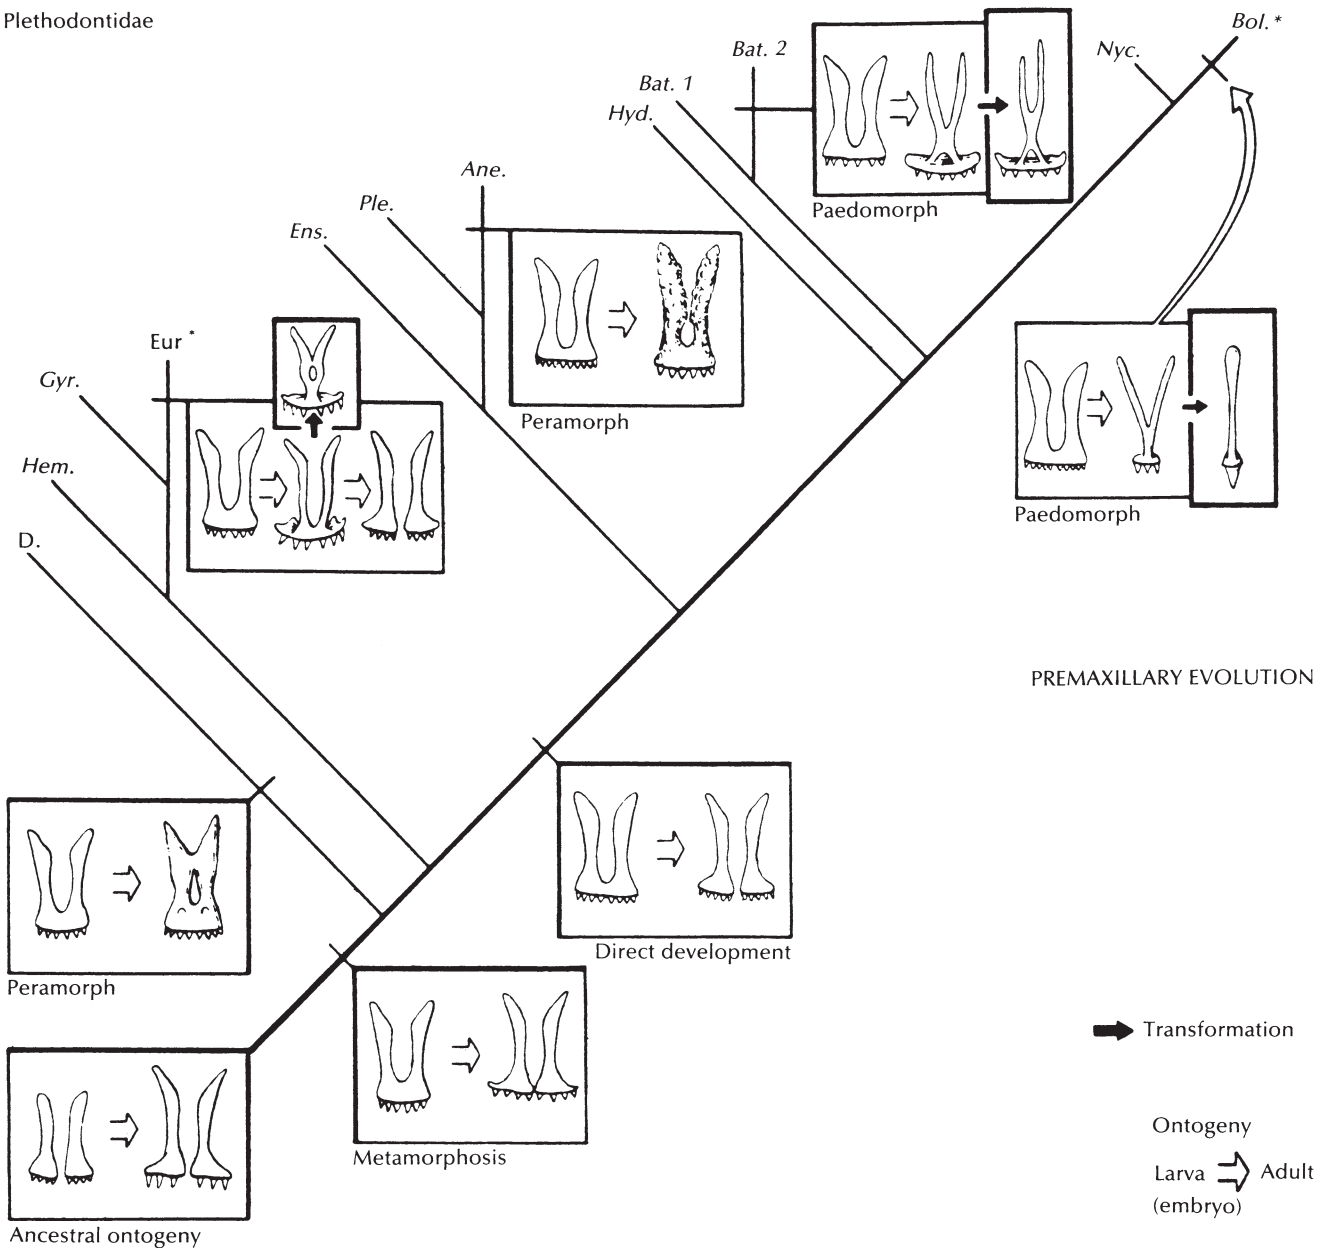 Plethodontidae
Bol.*
Nyc.
Bat. 2
Bat. 1
Hyd.
Paedomorph
Ane.
Ple.
Ens.
Peramorph
Eur *
Gyr.
Hem.
D.
Paedomorph
PREMAXILLARY EVOLUTION
Direct development
Peramorph
Metamorphosis
Ancestral ontogeny
Transformation
Ontogeny
Larva Adult
(embryo)